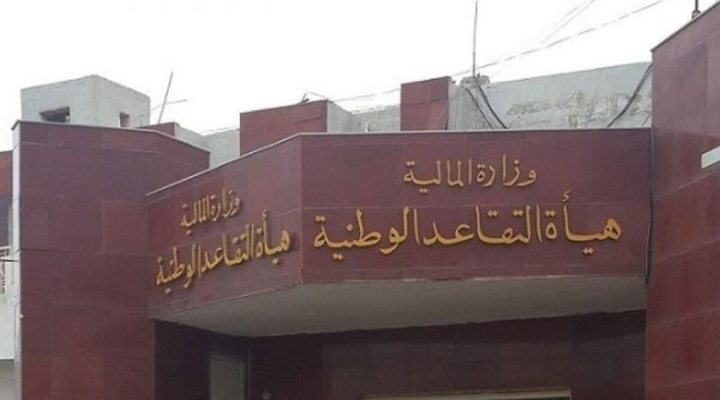 وزارة المالية
هيأة التقاعد الوطنية
وزارة المالية
هيأة التقاعد الوطنية